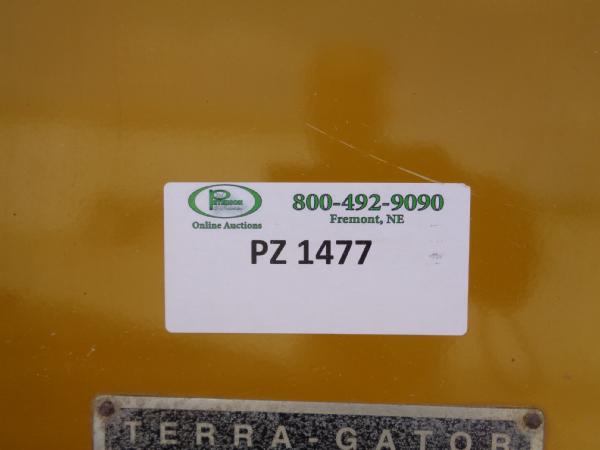 PETERSON
800-492-9090
Fremont, NE
Online Auctions
PZ 1477
TERRA-GATOR